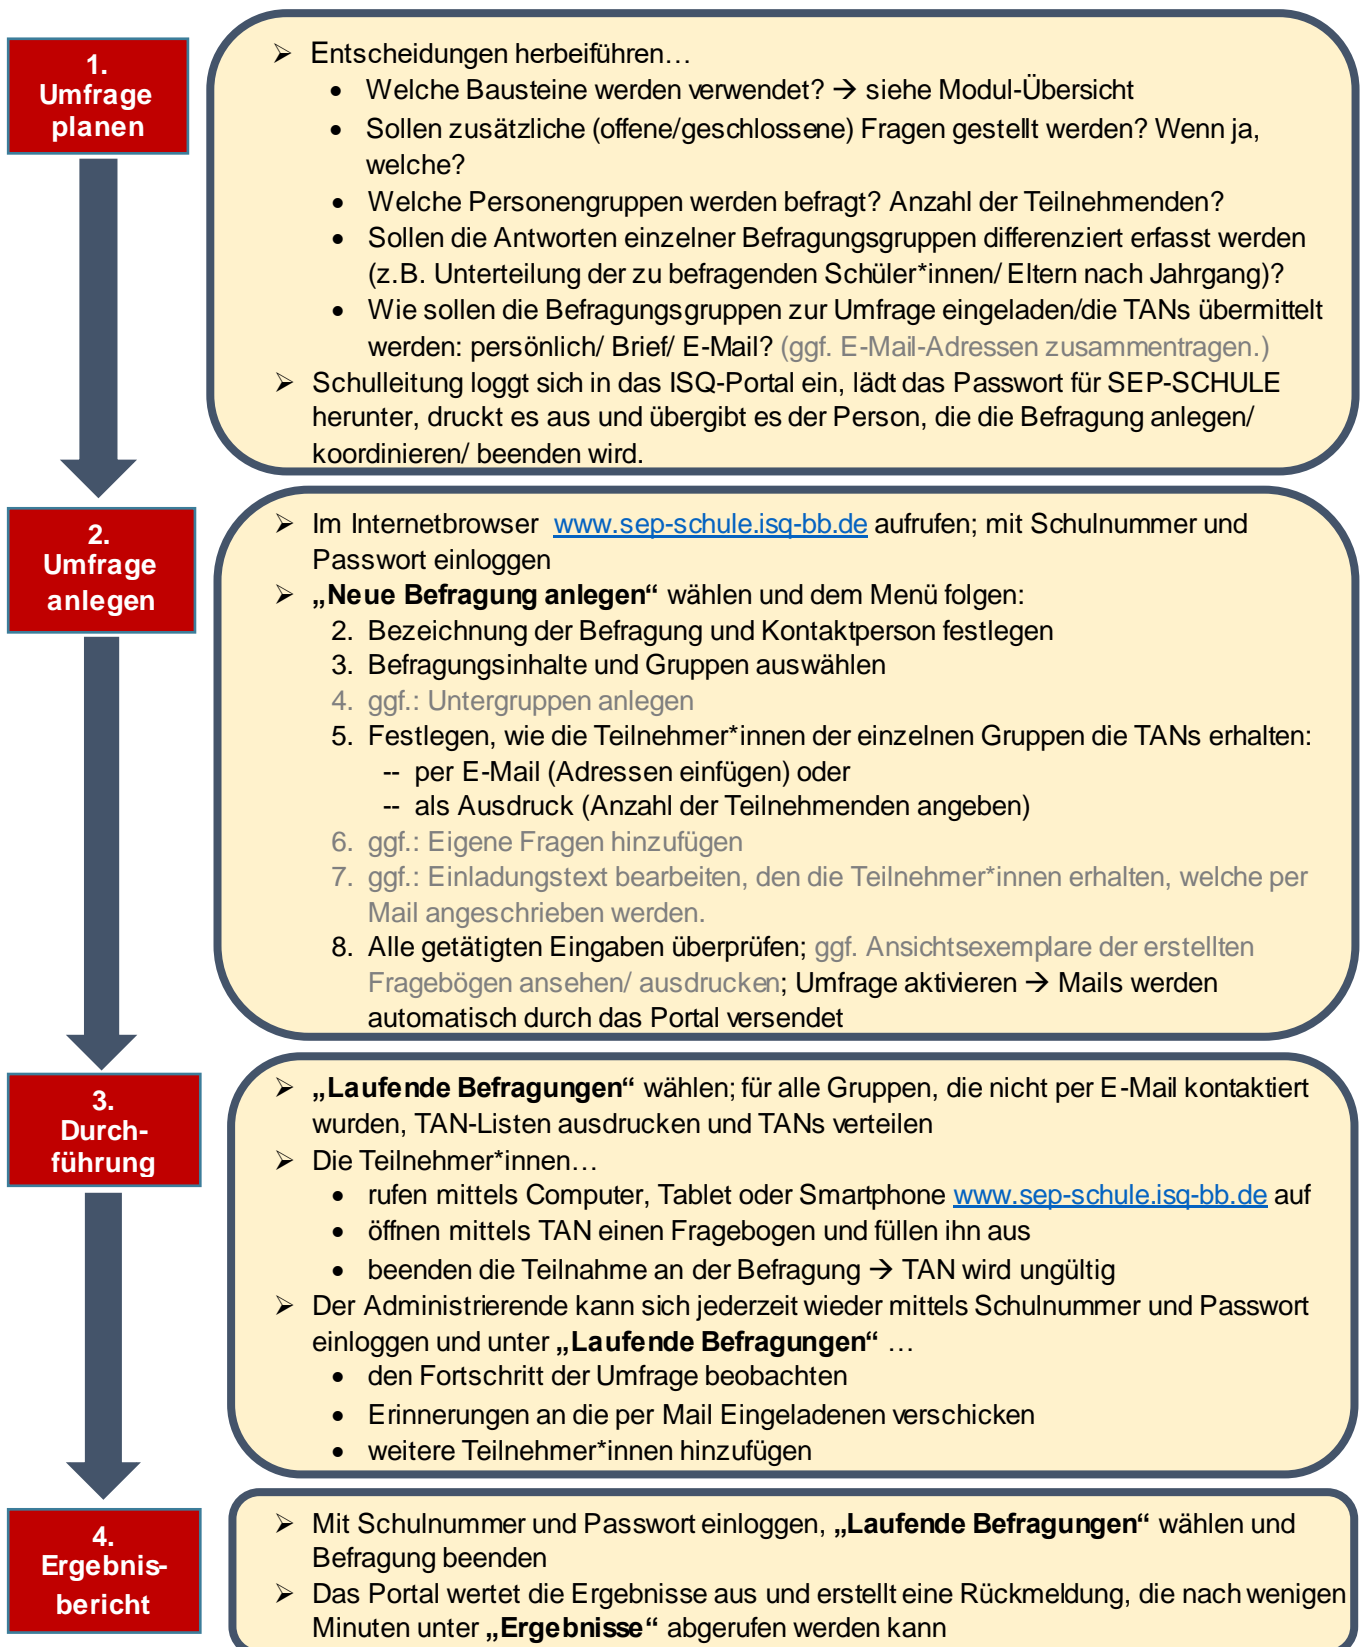 1.
Umfrage
planen
➢ Entscheidungen herbeiführen…
• Welche Bausteine werden verwendet? → siehe Modul-Übersicht
• Sollen zusätzliche (offene/geschlossene) Fragen gestellt werden? Wenn ja,
welche?
• Welche Personengruppen werden befragt? Anzahl der Teilnehmenden?
• Sollen die Antworten einzelner Befragungsgruppen differenziert erfasst werden
(z.B. Unterteilung der zu befragenden Schüler*innen/ Eltern nach Jahrgang)?
• Wie sollen die Befragungsgruppen zur Umfrage eingeladen/die TANs übermittelt
werden: persönlich/ Brief/ E-Mail? (ggf. E-Mail-Adressen zusammentragen.)
➢ Schulleitung loggt sich in das ISQ-Portal ein, lädt das Passwort für SEP-SCHULE
herunter, druckt es aus und übergibt es der Person, die die Befragung anlegen/
koordinieren/ beenden wird.
2.
Umfrage
anlegen
➢ Im Internetbrowser www.sep-schule.isq-bb.de aufrufen; mit Schulnummer und
Passwort einloggen
➢ „Neue Befragung anlegen“ wählen und dem Menü folgen:
2. Bezeichnung der Befragung und Kontaktperson festlegen
3. Befragungsinhalte und Gruppen auswählen
4. ggf.: Untergruppen anlegen
5. Festlegen, wie die Teilnehmer*innen der einzelnen Gruppen die TANs erhalten:
-- per E-Mail (Adressen einfügen) oder
-- als Ausdruck (Anzahl der Teilnehmenden angeben)
6. ggf.: Eigene Fragen hinzufügen
7. ggf.: Einladungstext bearbeiten, den die Teilnehmer*innen erhalten, welche per
Mail angeschrieben werden.
8. Alle getätigten Eingaben überprüfen; ggf. Ansichtsexemplare der erstellten
Fragebögen ansehen/ ausdrucken; Umfrage aktivieren → Mails werden
automatisch durch das Portal versendet
3.
Durch-
führung
➢ „Laufende Befragungen“ wählen; für alle Gruppen, die nicht per E-Mail kontaktiert
wurden, TAN-Listen ausdrucken und TANs verteilen
➢ Die Teilnehmer*innen…
• rufen mittels Computer, Tablet oder Smartphone www.sep-schule.isq-bb.de auf
• öffnen mittels TAN einen Fragebogen und füllen ihn aus
• beenden die Teilnahme an der Befragung → TAN wird ungültig
➢ Der Administrierende kann sich jederzeit wieder mittels Schulnummer und Passwort
einloggen und unter „Laufende Befragungen“ …
• den Fortschritt der Umfrage beobachten
• Erinnerungen an die per Mail Eingeladenen verschicken
• weitere Teilnehmer*innen hinzufügen
4.
Ergebnis-
bericht
➢ Mit Schulnummer und Passwort einloggen, „Laufende Befragungen“ wählen und
Befragung beenden
➢ Das Portal wertet die Ergebnisse aus und erstellt eine Rückmeldung, die nach wenigen
Minuten unter „Ergebnisse“ abgerufen werden kann